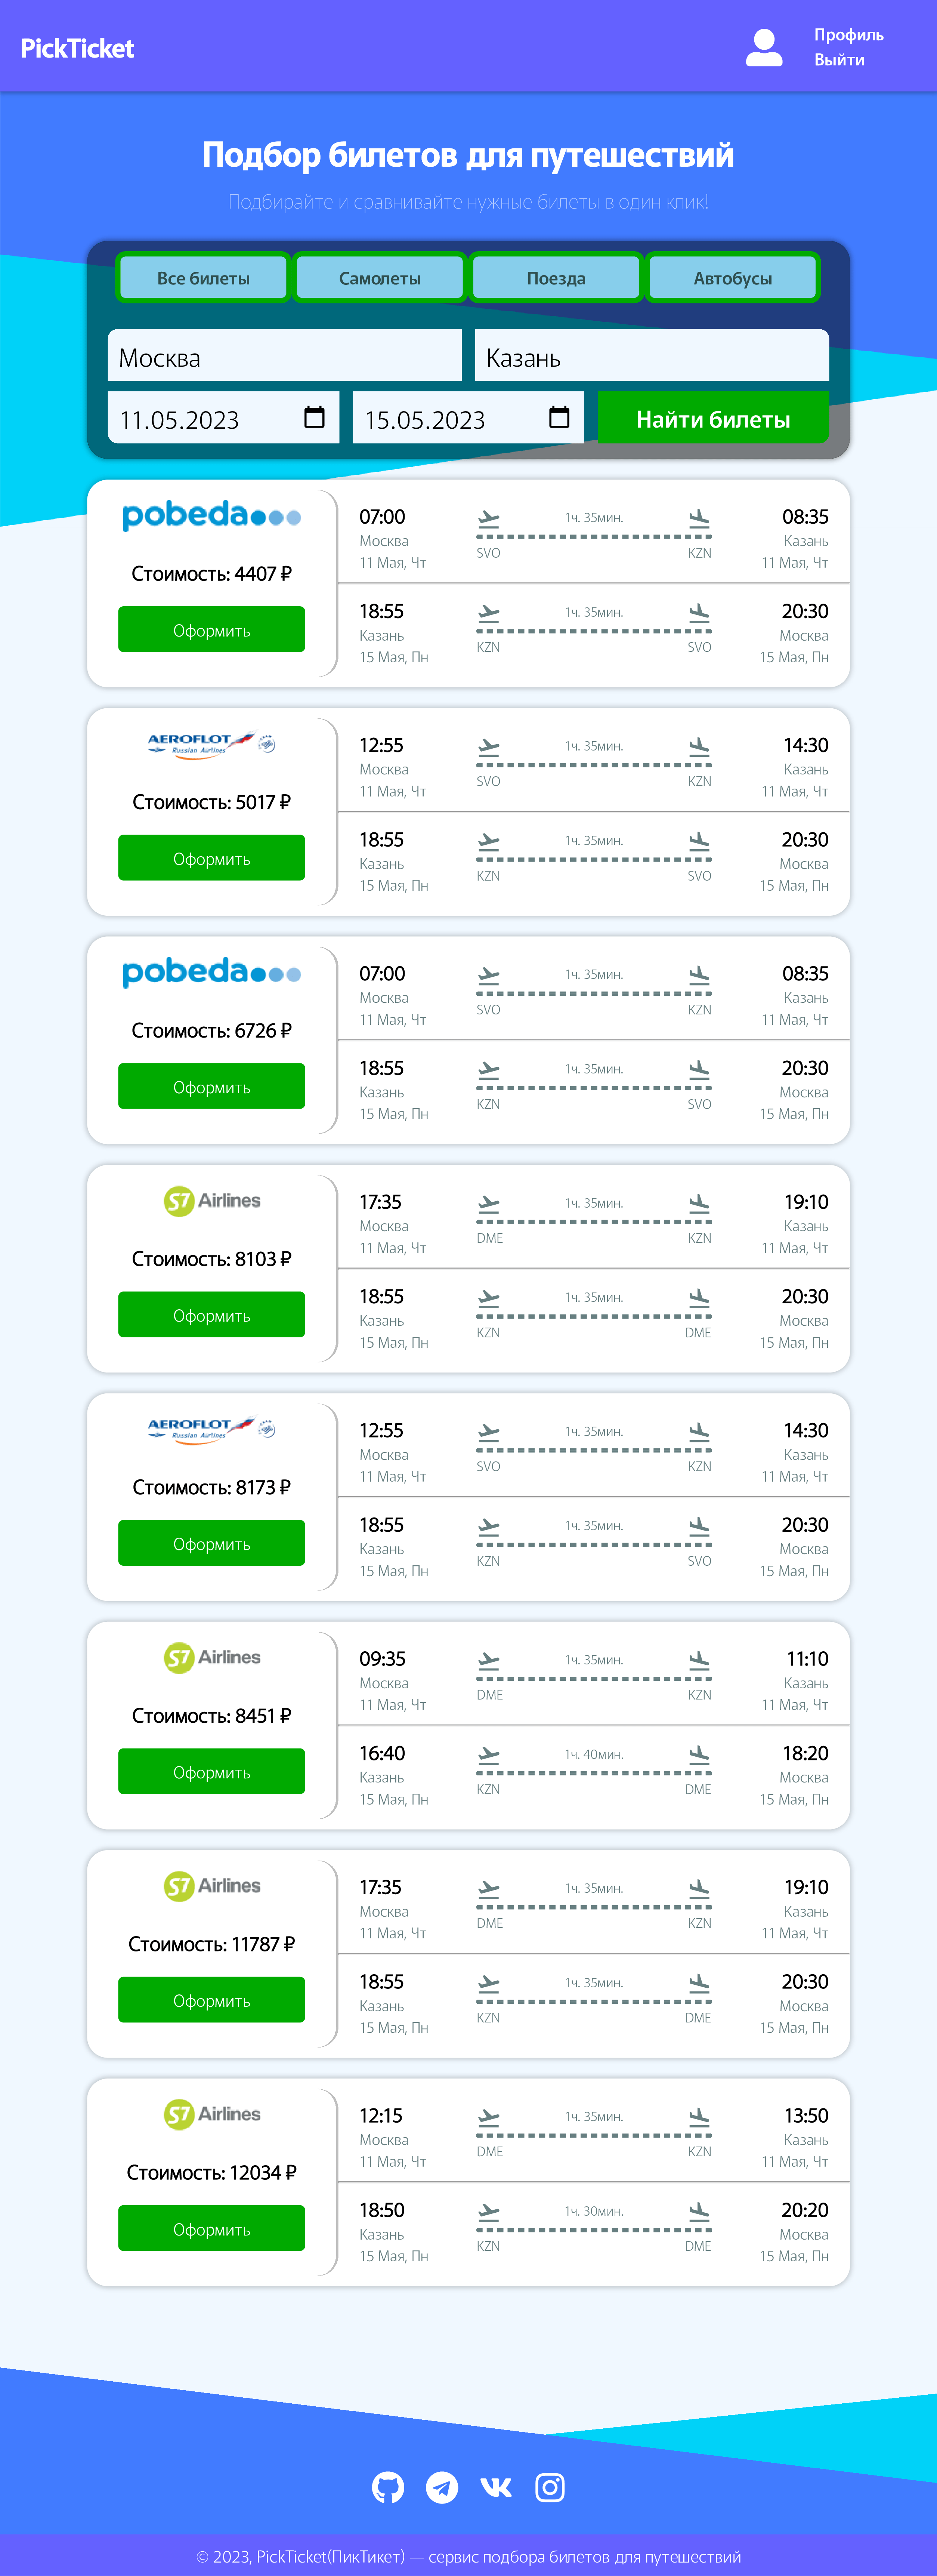 PickTicket
Профиль
Выйти
Подбор билетов для путешествий
Подбирайте и сравнивайте нужные билеты в один клик!
Все билеты Самолеты Поезда Автобусы
Москва Казань
11.05.2023 15.05.2023 Найти билеты
pobeda
Стоимость: 4407 ₽
Оформить
07:00 1ч. 35мин. 08:35
Москва SVO KZN Казань
11 Мая, Чт 11 Мая, Чт
18:55 1ч. 35мин. 20:30
Казань KZN SVO Москва
15 Мая, Пн 15 Мая, Пн
AEROFLOT
Russian Airlines
Стоимость: 5017 ₽
Оформить
12:55 1ч. 35мин. 14:30
Москва SVO KZN Казань
11 Мая, Чт 11 Мая, Чт
18:55 1ч. 35мин. 20:30
Казань KZN SVO Москва
15 Мая, Пн 15 Мая, Пн
pobeda
Стоимость: 6726 ₽
Оформить
07:00 1ч. 35мин. 08:35
Москва SVO KZN Казань
11 Мая, Чт 11 Мая, Чт
18:55 1ч. 35мин. 20:30
Казань KZN SVO Москва
15 Мая, Пн 15 Мая, Пн
S7 Airlines
Стоимость: 8103 ₽
Оформить
17:35 1ч. 35мин. 19:10
Москва DME KZN Казань
11 Мая, Чт 11 Мая, Чт
18:55 1ч. 35мин. 20:30
Казань KZN DME Москва
15 Мая, Пн 15 Мая, Пн
AEROFLOT
Russian Airlines
Стоимость: 8173 ₽
Оформить
12:55 1ч. 35мин. 14:30
Москва SVO KZN Казань
11 Мая, Чт 11 Мая, Чт
18:55 1ч. 35мин. 20:30
Казань KZN SVO Москва
15 Мая, Пн 15 Мая, Пн
S7 Airlines
Стоимость: 8451 ₽
Оформить
09:35 1ч. 35мин. 11:10
Москва DME KZN Казань
11 Мая, Чт 11 Мая, Чт
16:40 1ч. 40мин. 18:20
Казань KZN DME Москва
15 Мая, Пн 15 Мая, Пн
S7 Airlines
Стоимость: 11787 ₽
Оформить
17:35 1ч. 35мин. 19:10
Москва DME KZN Казань
11 Мая, Чт 11 Мая, Чт
18:55 1ч. 35мин. 20:30
Казань KZN DME Москва
15 Мая, Пн 15 Мая, Пн
S7 Airlines
Стоимость: 12034 ₽
Оформить
12:15 1ч. 35мин. 13:50
Москва DME KZN Казань
11 Мая, Чт 11 Мая, Чт
18:50 1ч. 30мин. 20:20
Казань KZN DME Москва
15 Мая, Пн 15 Мая, Пн
© 2023, PickTicket(ПикТикет) — сервис подбора билетов для путешествий